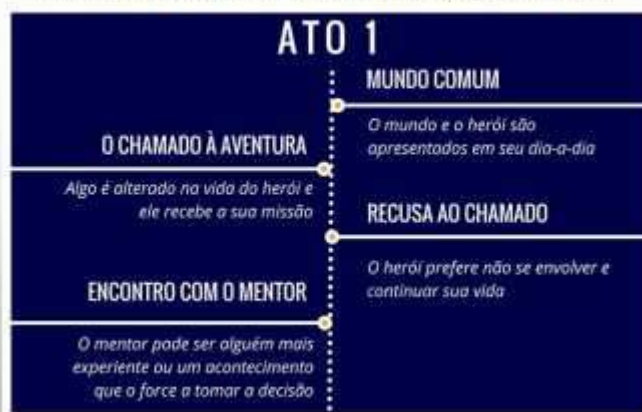 ATO 1
MUNDO COMUM
O mundo e o herói são
apresentados em seu dia-a-dia
O CHAMADO À AVENTURA
Algo é alterado na vida do herói e
ele recebe a sua missão
RECUSA AO CHAMADO
O herói prefere não se envolver e
continuar sua vida
ENCONTRO COM O MENTOR
O mentor pode ser alguém mais
experiente ou um acontecimento
que o force a tomar a decisão